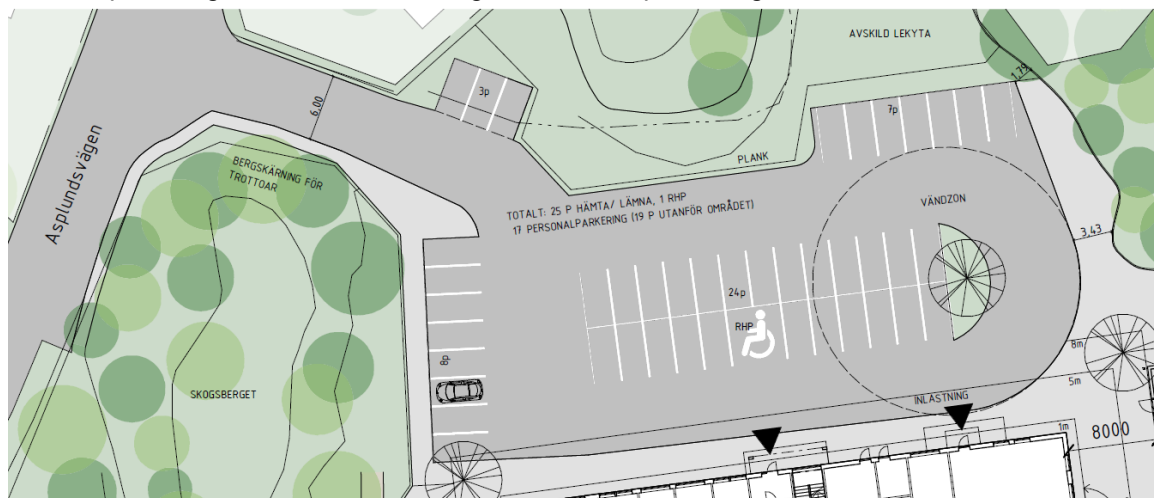 AVSKILD LEKYTA
1,79
3p
6.00
7p
Asplundsvägen
BERGSKÄRNING FÖR
TROTTOAR
PLANK
TOTALT: 25 P HÄMTA/ LÄMNA, 1 RHP
17 PERSONALPARKERING (19 P UTANFÖR OMRÅDET)
VÄNDZON
3,43
24p
RHP
8p
8m
5m
SKOGSBERGET
INLASTNING
1m
8000